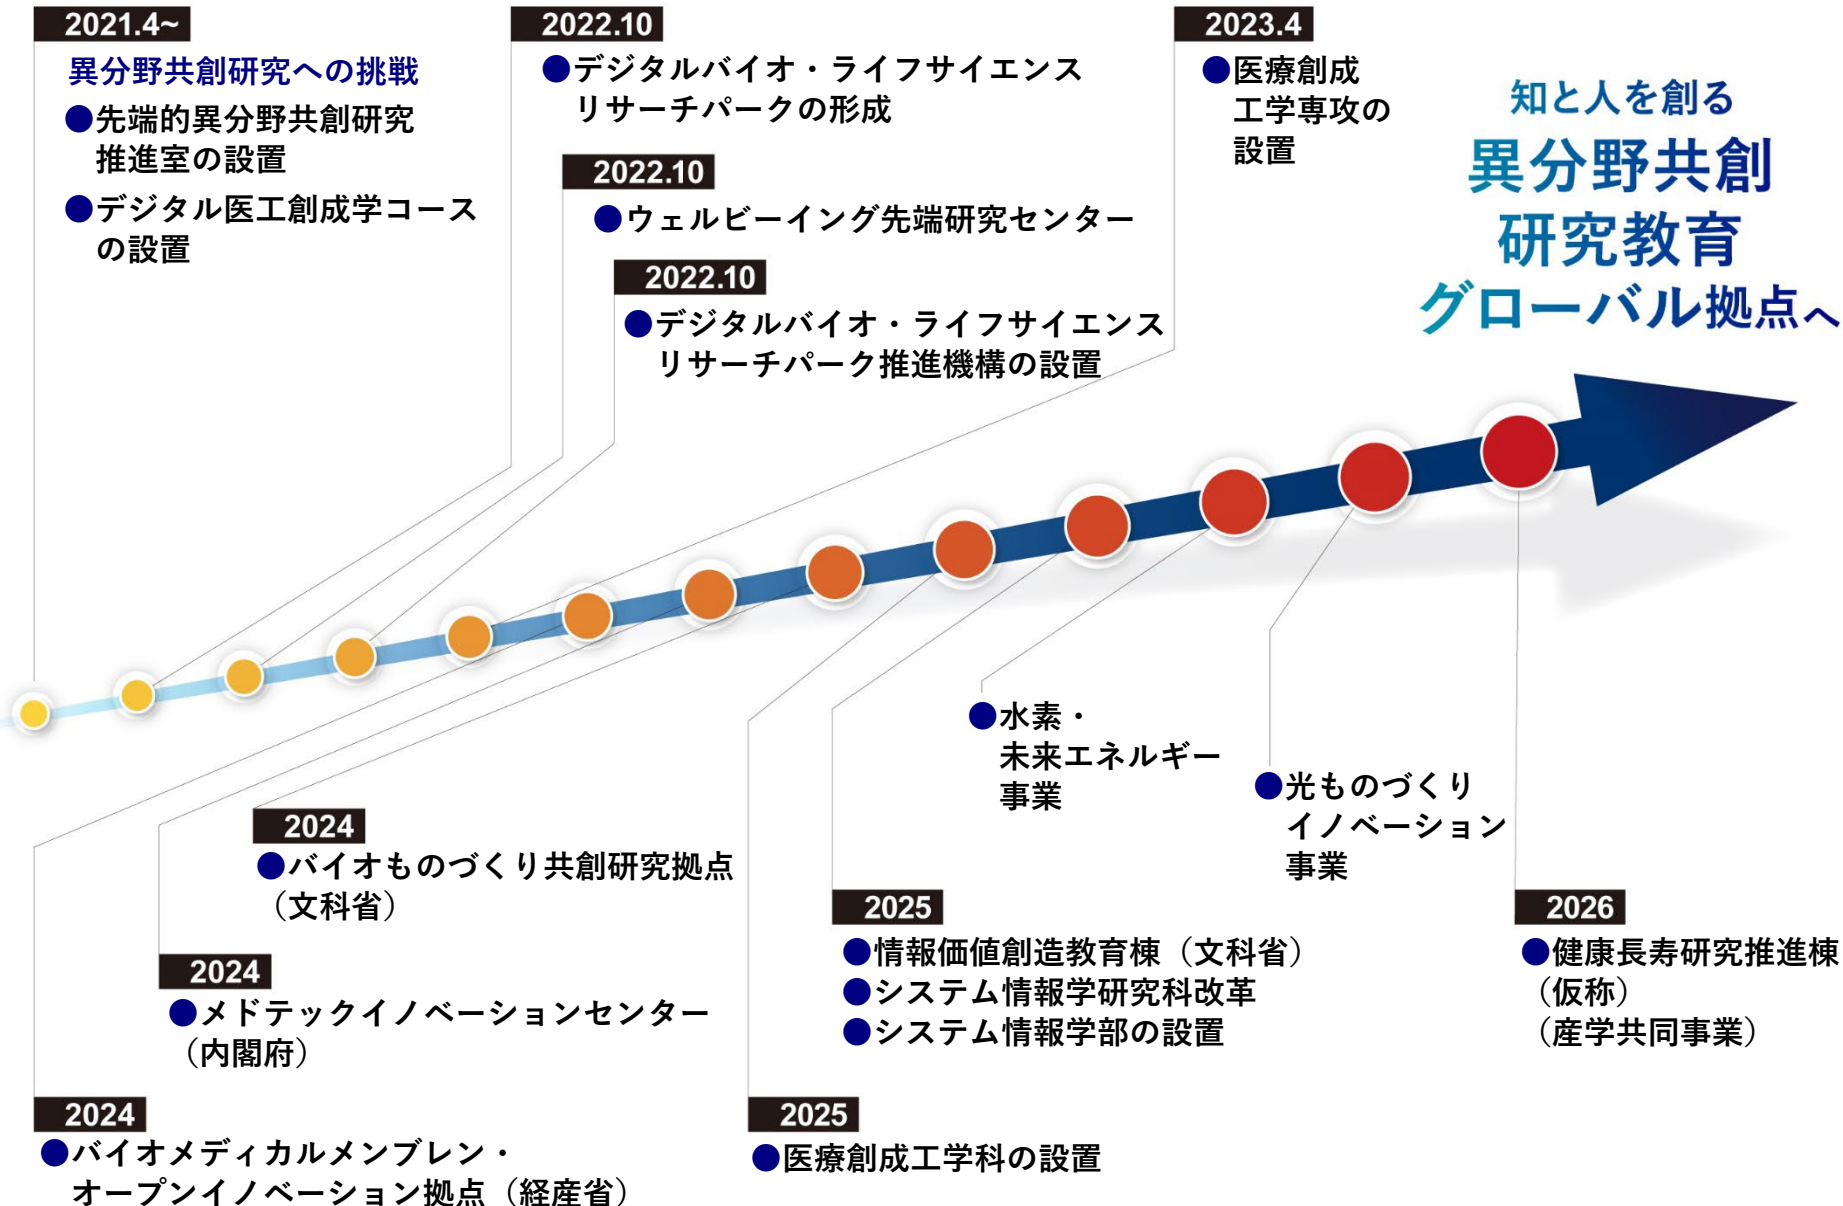 2021.4~
異分野共創研究への挑戦
●先端的異分野共創研究
推進室の設置
●デジタル医工創成学コース
の設置
2022.10
●デジタルバイオ・ライフサイエンス
リサーチパークの形成
2022.10
●ウェルビーイング先端研究センター
2022.10
●デジタルバイオ・ライフサイエンス
リサーチパーク推進機構の設置
2023.4
●医療創成
工学専攻の
設置
知と人を創る
異分野共創
研究教育
グローバル拠点へ
2024
●バイオものづくり共創研究拠点
（文科省）
2024
●メドテックイノベーションセンター
（内閣府）
2024
●バイオメディカルメンブレン・
オープンイノベーション拠点（経産省）
2025
●医療創成工学科の設置
2025
●情報価値創造教育棟（文科省）
●システム情報学研究科改革
●システム情報学部の設置
●水素・
未来エネルギー
事業
●光ものづくり
イノベーション
事業
2026
●健康長寿研究推進棟
（仮称）
（産学共同事業）